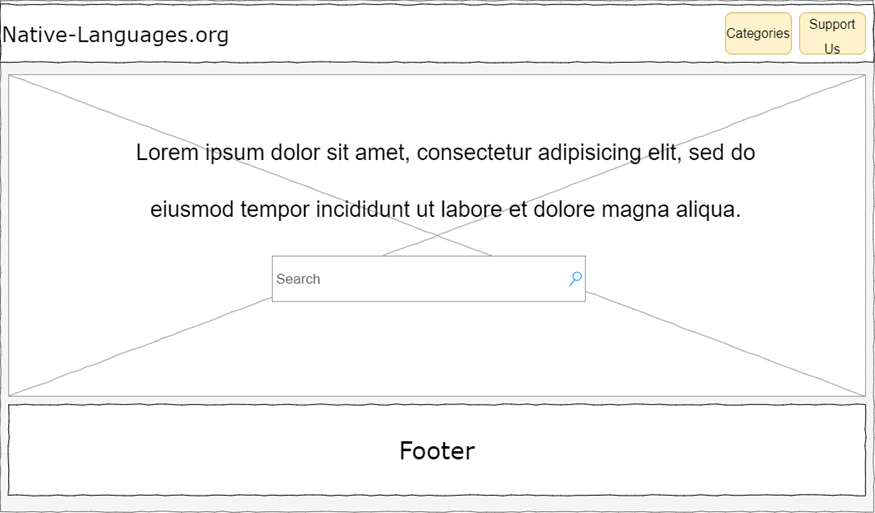 Native-Languages.org
Categories
Support
Us
Lorem ipsum dolor sit amet, consectetur adipisicing elit, sed do
eiusmod tempor incididunt ut labore et dolore magna aliqua.
Search
Footer